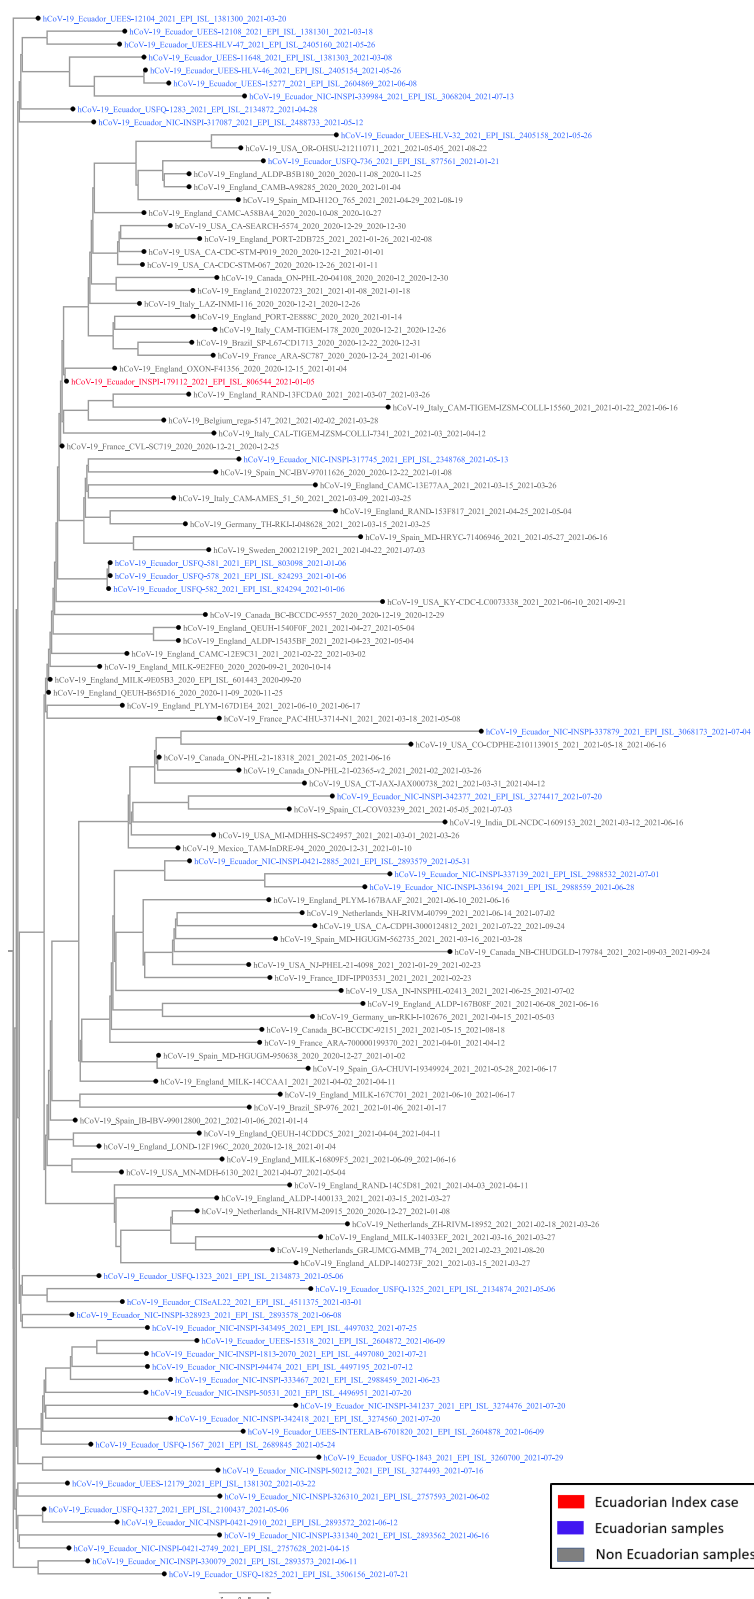 hCoV-19_Ecuador_UEES-12104_2021_EPI_ISL_1381300_2021-03-20
hCoV-19_Ecuador_UEES-12108_2021_EPI_ISL_1381301_2021-03-18
hCoV-19_Ecuador_UEES-HLV-47_2021_EPI_ISL_2405160_2021-05-26
hCoV-19_Ecuador_UEES-11648_2021_EPI_ISL_1381303_2021-03-08
hCoV-19_Ecuador_UEES-HLV-46_2021_EPI_ISL_2405154_2021-05-26
hCoV-19_Ecuador_UEES-15277_2021_EPI_ISL_2604869_2021-06-08
hCoV-19_Ecuador_NIC-INSPI-339984_2021_EPI_ISL_3068204_2021-07-13
hCoV-19_Ecuador_USFQ-1283_2021_EPI_ISL_2134872_2021-04-28
hCoV-19_Ecuador_NIC-INSPI-317087_2021_EPI_ISL_2488733_2021-05-12
hCoV-19_Ecuador_UEES-HLV-32_2021_EPI_ISL_2405158_2021-05-26
hCoV-19_USA_OR-OHSU-212110711_2021_2021-05-05_2021-08-22
hCoV-19_Ecuador_USFQ-736_2021_EPI_ISL_877561_2021-01-21
hCoV-19_England_ALDP-B5B180_2020_2020-11-08_2020-11-25
hCoV-19_England_CAMB-A98285_2020_2020-01-04
hCoV-19_Spain_MD-H12O_765_2021_2021-04-29_2021-08-19
hCoV-19_England_CAMC-A58BA4_2020_2020-10-08_2020-10-27
hCoV-19_USA_CA-SEARCH-5574_2020_2020-12-29_2020-12-30
hCoV-19_England_PORT-2DB725_2021_2021-01-26_2021-02-08
hCoV-19_USA_CA-CDC-STM-P019_2020_2020-12-21_2021-01-01
hCoV-19_USA_CA-CDC-STM-067_2020_2020-12-26_2021-01-11
hCoV-19_Canada_ON-PHL-20-04108_2020_2020-12_2020-12-30
hCoV-19_England_210220723_2021_2021-01-08_2021-01-18
hCoV-19_Italy_LAZ-INMI-116_2020_2020-12-21_2020-12-26
hCoV-19_England_PORT-2E888C_2020_2020-2021-01-14
hCoV-19_Italy_CAM-TIGEM-178_2020_2020-12-21_2020-12-26
hCoV-19_Brazil_SP-L67-CD1713_2020-12-22_2020-12-31
hCoV-19_France_ARA-SC787_2020_2020-12-24_2021-01-06
hCoV-19_England_OXON-F41356_2020_2020-12-15_2021-01-04
hCoV-19_Ecuador_INSPI-179112_2021_EPI_ISL_806544_2021-01-05
hCoV-19_England_RAND-13FCDA0_2021_2021-03-07_2021-03-26
hCoV-19_Italy_CAM-TIGEM-IZSM-COLLI-15560_2021_2021-01-22_2021-06-16
hCoV-19_Belgium_rega-5147_2021_2021-02-02_2021-03-28
hCoV-19_Italy_CAL-TIGEM-IZSM-COLLI-7341_2021_2021-03_2021-04-12
hCoV-19_France_CVL-SC719_2020_2020-12-21_2020-12-25
hCoV-19_Ecuador_NIC-INSPI-317745_2021_EPI_ISL_2348768_2021-05-13
hCoV-19_Spain_NC-IBV-97011626_2020_2020-12-22_2021-01-08
hCoV-19_England_CAMC-13E77AA_2021_2021-03-15_2021-03-26
hCoV-19_Italy_CAM-AMES_51_50_2021_2021-03-09_2021-03-25
hCoV-19_England_RAND-153F817_2021_2021-04-25_2021-05-04
hCoV-19_Germany_TH-RKI-I-048628_2021_2021-03-15_2021-03-25
hCoV-19_Spain_MD-HRYC-71406946_2021_2021-05-27_2021-06-16
hCoV-19_Sweden_20021219P_2021_2021-04-22_2021-07-03
hCoV-19_Ecuador_USFQ-581_2021_EPI_ISL_803098_2021-01-06
hCoV-19_Ecuador_USFQ-578_2021_EPI_ISL_824293_2021-01-06
hCoV-19_Ecuador_USFQ-582_2021_EPI_ISL_824294_2021-01-06
hCoV-19_USA_KY-CDC-LC0073338_2021_2021-06-10_2021-09-21
hCoV-19_Canada_BC-BCCDC-9557_2020_2020-12-19_2020-12-29
hCoV-19_England_QEUH-1540F0F_2021_2021-04-27_2021-05-04
hCoV-19_England_ALDP-15435BF_2021_2021-04-23_2021-05-04
hCoV-19_England_CAMC-12E9C31_2021_2021-02-22_2021-03-02
hCoV-19_England_MILK-9E2FE0_2020_2020-09-21_2020-10-14
hCoV-19_England_MILK-9E05B3_2020_EPI_ISL_601443_2020-09-20
hCoV-19_England_QEUH-B65D16_2020_2020-11-09_2020-11-25
hCoV-19_England_PLYM-167D1E4_2021_2021-06-10_2021-06-17
hCoV-19_France_PAC-IHU-3714-N1_2021_2021-03-18_2021-05-08
hCoV-19_Ecuador_NIC-INSPI-337879_2021_EPI_ISL_3068173_2021-07-04
hCoV-19_USA_CO-CDPHE-2101139015_2021_2021-05-18_2021-06-16
hCoV-19_Canada_ON-PHL-21-18318_2021_2021-05_2021-06-16
hCoV-19_Canada_ON-PHL-21-02365-v2_2021_2021-02_2021-03-26
hCoV-19_USA_CT-JAX-JAX000738_2021_2021-03-31_2021-04-12
hCoV-19_Ecuador_NIC-INSPI-342377_2021_EPI_ISL_3274417_2021-07-20
hCoV-19_Spain_CL-COV03239_2021_2021-05-05_2021-07-03
hCoV-19_India_DL-NCDC-1609153_2021_2021-03-12_2021-06-16
hCoV-19_USA_MI-MDHHS-SC24957_2021_2021-03-01_2021-03-26
hCoV-19_Mexico_TAM-InDRE-94_2020_2020-12-31_2021-01-10
hCoV-19_Ecuador_NIC-INSPI-0421-2885_2021_EPI_ISL_2893579_2021-05-31
hCoV-19_Ecuador_NIC-INSPI-337139_2021_EPI_ISL_2988532_2021-07-01
hCoV-19_Ecuador_NIC-INSPI-336194_2021_EPI_ISL_2988559_2021-06-28
hCoV-19_England_PLYM-167BAAF_2021_2021-06-10_2021-06-16
hCoV-19_Netherlands_NH-RIVM-40799_2021_2021-06-14_2021-07-02
hCoV-19_USA_CA-CDPH-3000124812_2021_2021-07-22_2021-09-24
hCoV-19_Spain_MD-HGUGM-562735_2021_2021-03-16_2021-03-28
hCoV-19_Canada_NB-CHUDGLD-179784_2021_2021-09-03_2021-09-24
hCoV-19_USA_NJ-PHEL-21-4098_2021_2021-01-29_2021-02-23
hCoV-19_France_IDF-IPP03531_2021_2021_2021-02-23
hCoV-19_USA_IN-INSPHL-02413_2021_2021-06-25_2021-07-02
hCoV-19_England_ALDP-167B08F_2021_2021-06-08_2021-06-16
hCoV-19_Germany_un-RKI-I-102676_2021_2021-04-15_2021-05-03
hCoV-19_Canada_BC-BCCDC-92151_2021_2021-05-15_2021-08-18
hCoV-19_France_ARA-700000199370_2021_2021-04-01_2021-04-12
hCoV-19_Spain_MD-HGUGM-950638_2020_2020-12-27_2021-01-02
hCoV-19_Spain_GA-CHUVI-19349924_2021_2021-05-28_2021-06-17
hCoV-19_England_MILK-14CCAA1_2021_2021-04-02_2021-04-11
hCoV-19_England_MILK-167C701_2021_2021-06-10_2021-06-17
hCoV-19_Brazil_SP-976_2021_2021-01-06_2021-01-17
hCoV-19_Spain_IB-IBV-99012800_2021_2021-01-06_2021-01-14
hCoV-19_England_QEUH-14CDDC5_2021_2021-04-04_2021-04-11
hCoV-19_England_LOND-12F196C_2020_2020-12-18_2021-01-04
hCoV-19_England_MILK-16809F5_2021_2021-06-09_2021-06-16
hCoV-19_USA_MN-MDH-6130_2021_2021-04-07_2021-05-04
hCoV-19_England_RAND-14C5D81_2021_2021-04-03_2021-04-11
hCoV-19_England_ALDP-1400133_2021_2021-03-15_2021-03-27
hCoV-19_Netherlands_NH-RIVM-20915_2020_2020-12-27_2021-01-08
hCoV-19_Netherlands_ZH-RIVM-18952_2021_2021-02-18_2021-03-26
hCoV-19_England_MILK-14033EF_2021_2021-03-16_2021-03-27
hCoV-19_Netherlands_GR-UMCG-MMB_774_2021_2021-02-23_2021-08-20
hCoV-19_England_ALDP-140273F_2021_2021-03-15_2021-03-27
hCoV-19_Ecuador_USFQ-1323_2021_EPI_ISL_2134873_2021-05-06
hCoV-19_Ecuador_USFQ-1325_2021_EPI_ISL_2134874_2021-05-06
hCoV-19_Ecuador_CISeAL22_2021_EPI_ISL_4511375_2021-03-01
hCoV-19_Ecuador_NIC-INSPI-328923_2021_EPI_ISL_2893578_2021-06-08
hCoV-19_Ecuador_NIC-INSPI-343495_2021_EPI_ISL_4497032_2021-07-25
hCoV-19_Ecuador_UEES-15318_2021_EPI_ISL_2604872_2021-06-09
hCoV-19_Ecuador_NIC-INSPI-1813-2070_2021_EPI_ISL_4497080_2021-07-21
hCoV-19_Ecuador_NIC-INSPI-94474_2021_EPI_ISL_4497195_2021-07-12
hCoV-19_Ecuador_NIC-INSPI-333467_2021_EPI_ISL_2988459_2021-06-23
hCoV-19_Ecuador_NIC-INSPI-50531_2021_EPI_ISL_4496951_2021-07-20
hCoV-19_Ecuador_NIC-INSPI-341237_2021_EPI_ISL_3274476_2021-07-20
hCoV-19_Ecuador_NIC-INSPI-342418_2021_EPI_ISL_3274560_2021-07-20
hCoV-19_Ecuador_UEES-INTERLAB-6701820_2021_EPI_ISL_2604878_2021-06-09
hCoV-19_Ecuador_USFQ-1567_2021_EPI_ISL_2689845_2021-05-24
hCoV-19_Ecuador_USFQ-1843_2021_EPI_ISL_3260700_2021-07-29
hCoV-19_Ecuador_NIC-INSPI-50212_2021_EPI_ISL_3274493_2021-07-16
hCoV-19_Ecuador_UEES-12179_2021_EPI_ISL_1381302_2021-03-22
hCoV-19_Ecuador_NIC-INSPI-326310_2021_EPI_ISL_2757593_2021-06-02
hCoV-19_Ecuador_USFQ-1327_2021_EPI_ISL_2100437_2021-05-06
hCoV-19_Ecuador_NIC-INSPI-0421-2910_2021_EPI_ISL_2893572_2021-06-12
hCoV-19_Ecuador_NIC-INSPI-331340_2021_EPI_ISL_2893562_2021-06-16
hCoV-19_Ecuador_NIC-INSPI-0421-2749_2021_EPI_ISL_2757628_2021-04-15
hCoV-19_Ecuador_NIC-INSPI-330079_2021_EPI_ISL_2893573_2021-06-11
hCoV-19_Ecuador_USFQ-1825_2021_EPI_ISL_3506156_2021-07-21
Ecuadorian Index case
Ecuadorian samples
Non Ecuadorian samples